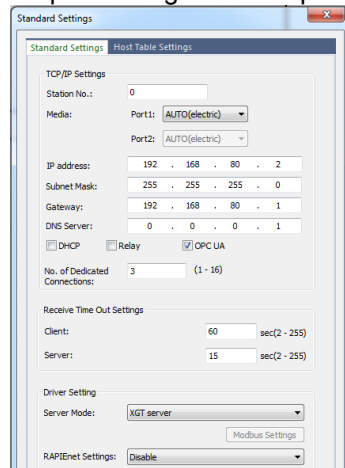 Standard Settings
Standard Settings Host Table Settings
TCP/IP Settings
Station No.: 0
Media: Port1: AUTO(electric)
Port2: AUTO(electric)
IP address: 192 . 168 . 80 . 2
Subnet Mask: 255 . 255 . 255 . 0
Gateway: 192 . 168 . 80 . 1
DNS Server: 0 . 0 . 0 . 1
DHCP Relay OPC UA
No. of Dedicated Connections: 3 (1 - 16)
Receive Time Out Settings
Client: 60 sec(2 - 255)
Server: 15 sec(2 - 255)
Driver Setting
Server Mode: XGT server
Modbus Settings
RAPIEnet Settings: Disable